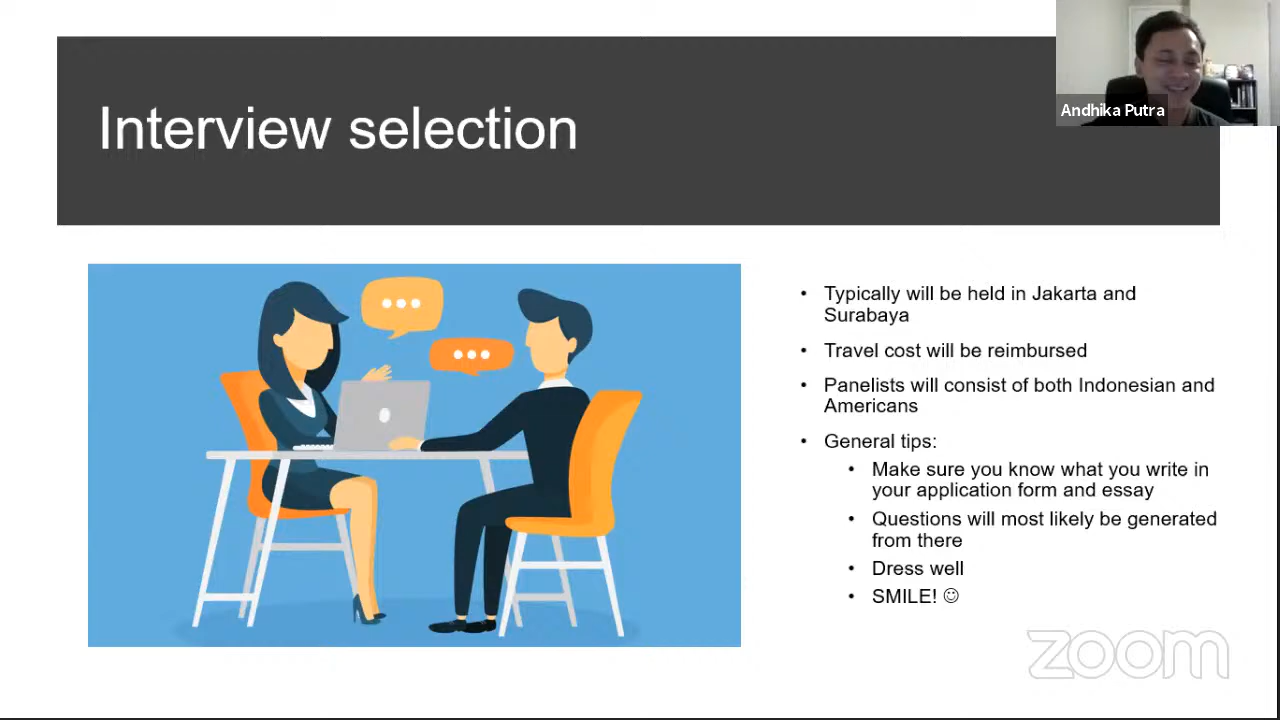 Andhika Putra
Interview selection
• Typically will be held in Jakarta and
Surabaya
• Travel cost will be reimbursed
• Panelists will consist of both Indonesian and
Americans
• General tips:
• Make sure you know what you write in
your application form and essay
• Questions will most likely be generated
from there
• Dress well
• SMILE! ☺
zoom